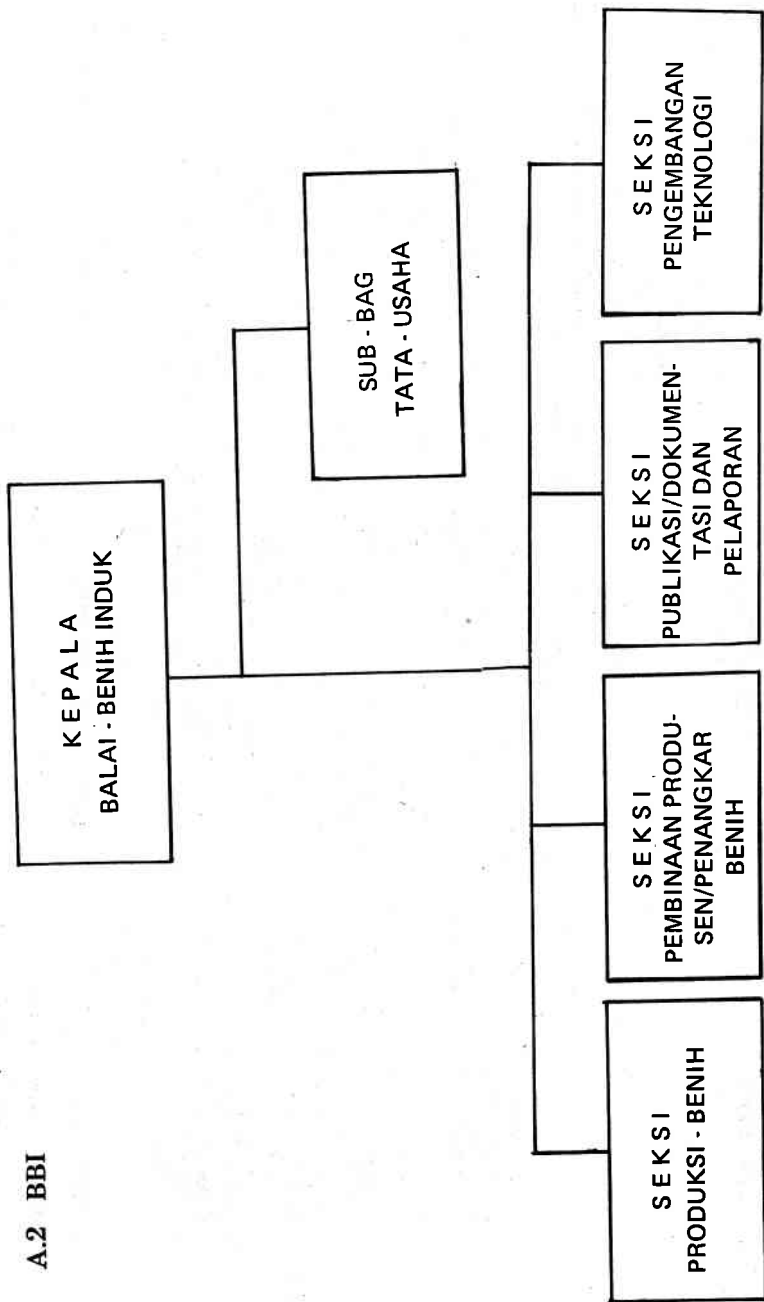 A.2 BBI
K E P A L A
BALAI - BENIH INDUK
SUB - BAG
TATA - USAHA
S E K S I
PRODUKSI - BENIH
S E K S I
PEMBINAAN PRODU-
SEN/PENANGKAR
BENIH
S E K S I
PUBLIKASI/DOKUMEN-
TASI DAN
PELAPORAN
S E K S I
PENGEMBANGAN
TEKNOLOGI